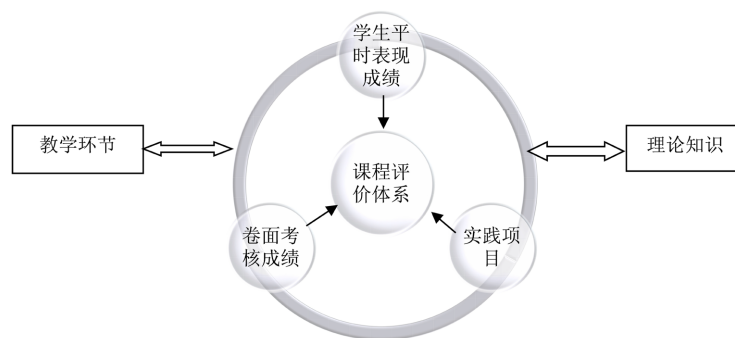 学生平
时表现
成绩
教学环节
理论知识
课程评
价体系
卷面考
核成绩
实践项
目